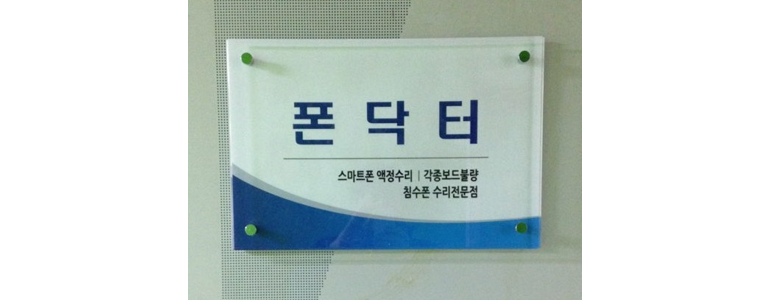 폰닥터
스마트폰 액정수리 | 각종보드불량
침수폰 수리전문점